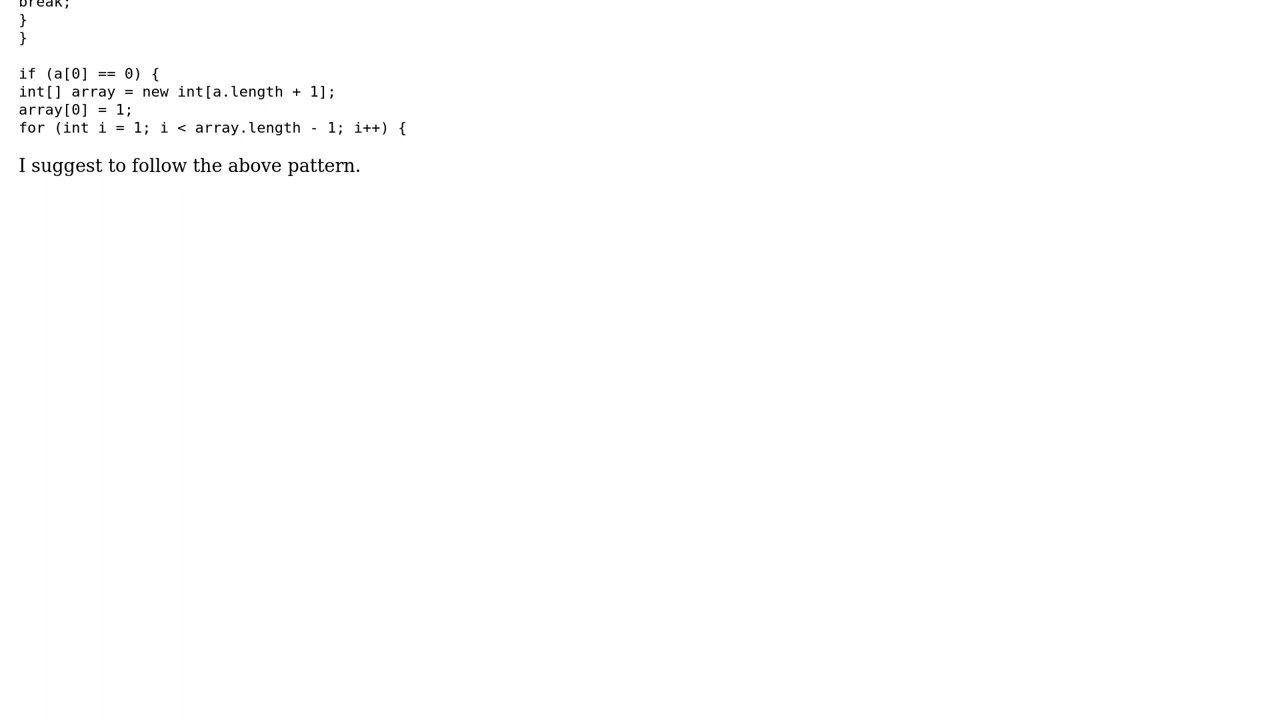 break;
}
}

if (a[0] == 0) {
int[] array = new int[a.length + 1];
array[0] = 1;
for (int i = 1; i < array.length - 1; i++) {

I suggest to follow the above pattern.